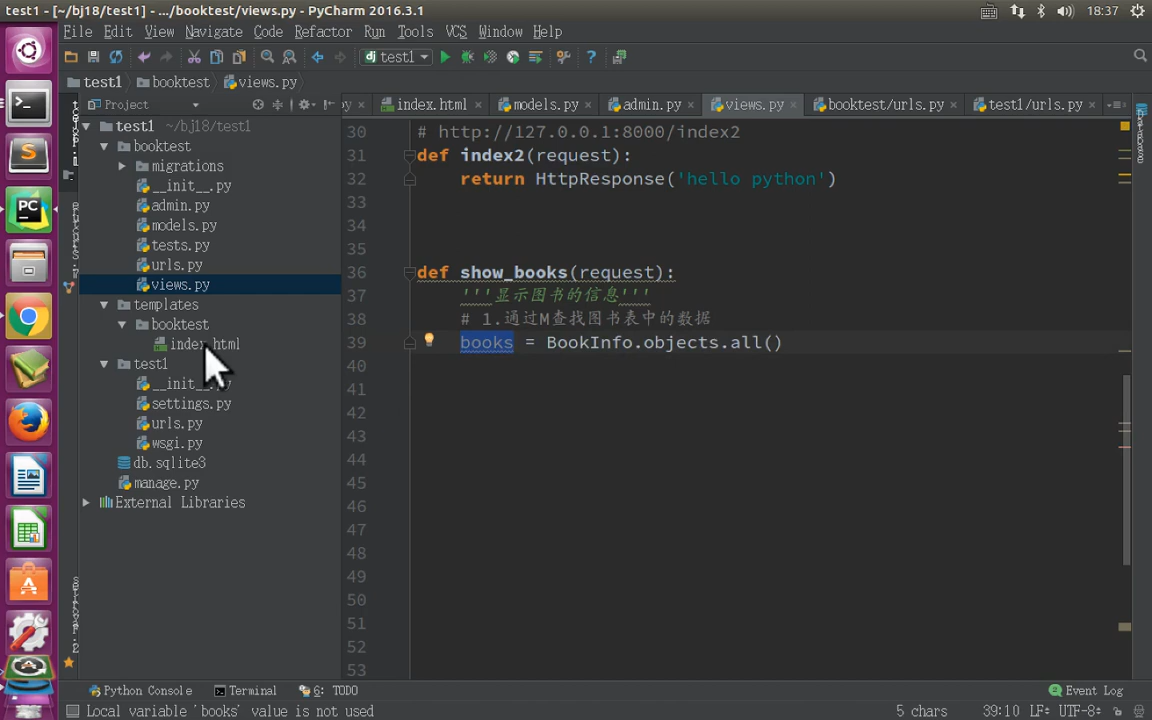 test1 - [~/bj18/test1] - .../booktest/views.py - PyCharm 2016.3.1
18:37
File Edit View Navigate Code Refactor Run Tools VCS Window Help
dj test1
test1 booktest views.py
Project
py index.html models.py admin.py views.py booktest/urls.py test1/urls.py
test1 ~/bj18/test1
booktest
migrations
__init__.py
admin.py
models.py
tests.py
urls.py
views.py
templates
booktest
index.html
test1
__init__.py
settings.py
urls.py
wsgi.py
db.sqlite3
manage.py
External Libraries
30 # http://127.0.0.1:8000/index2
31 def index2(request):
32 return HttpResponse('hello python')
33
34
35
36 def show_books(request):
37 '''显示图书的信息'''
38 # 1.通过M查找图书表中的数据
39 books = BookInfo.objects.all()
40
41
42
43
44
45
46
47
48
49
50
51
52
53
Python Console Terminal 6: TODO Event Log
Local variable 'books' value is not used 5 chars 39:10 LF÷ UTF-8÷